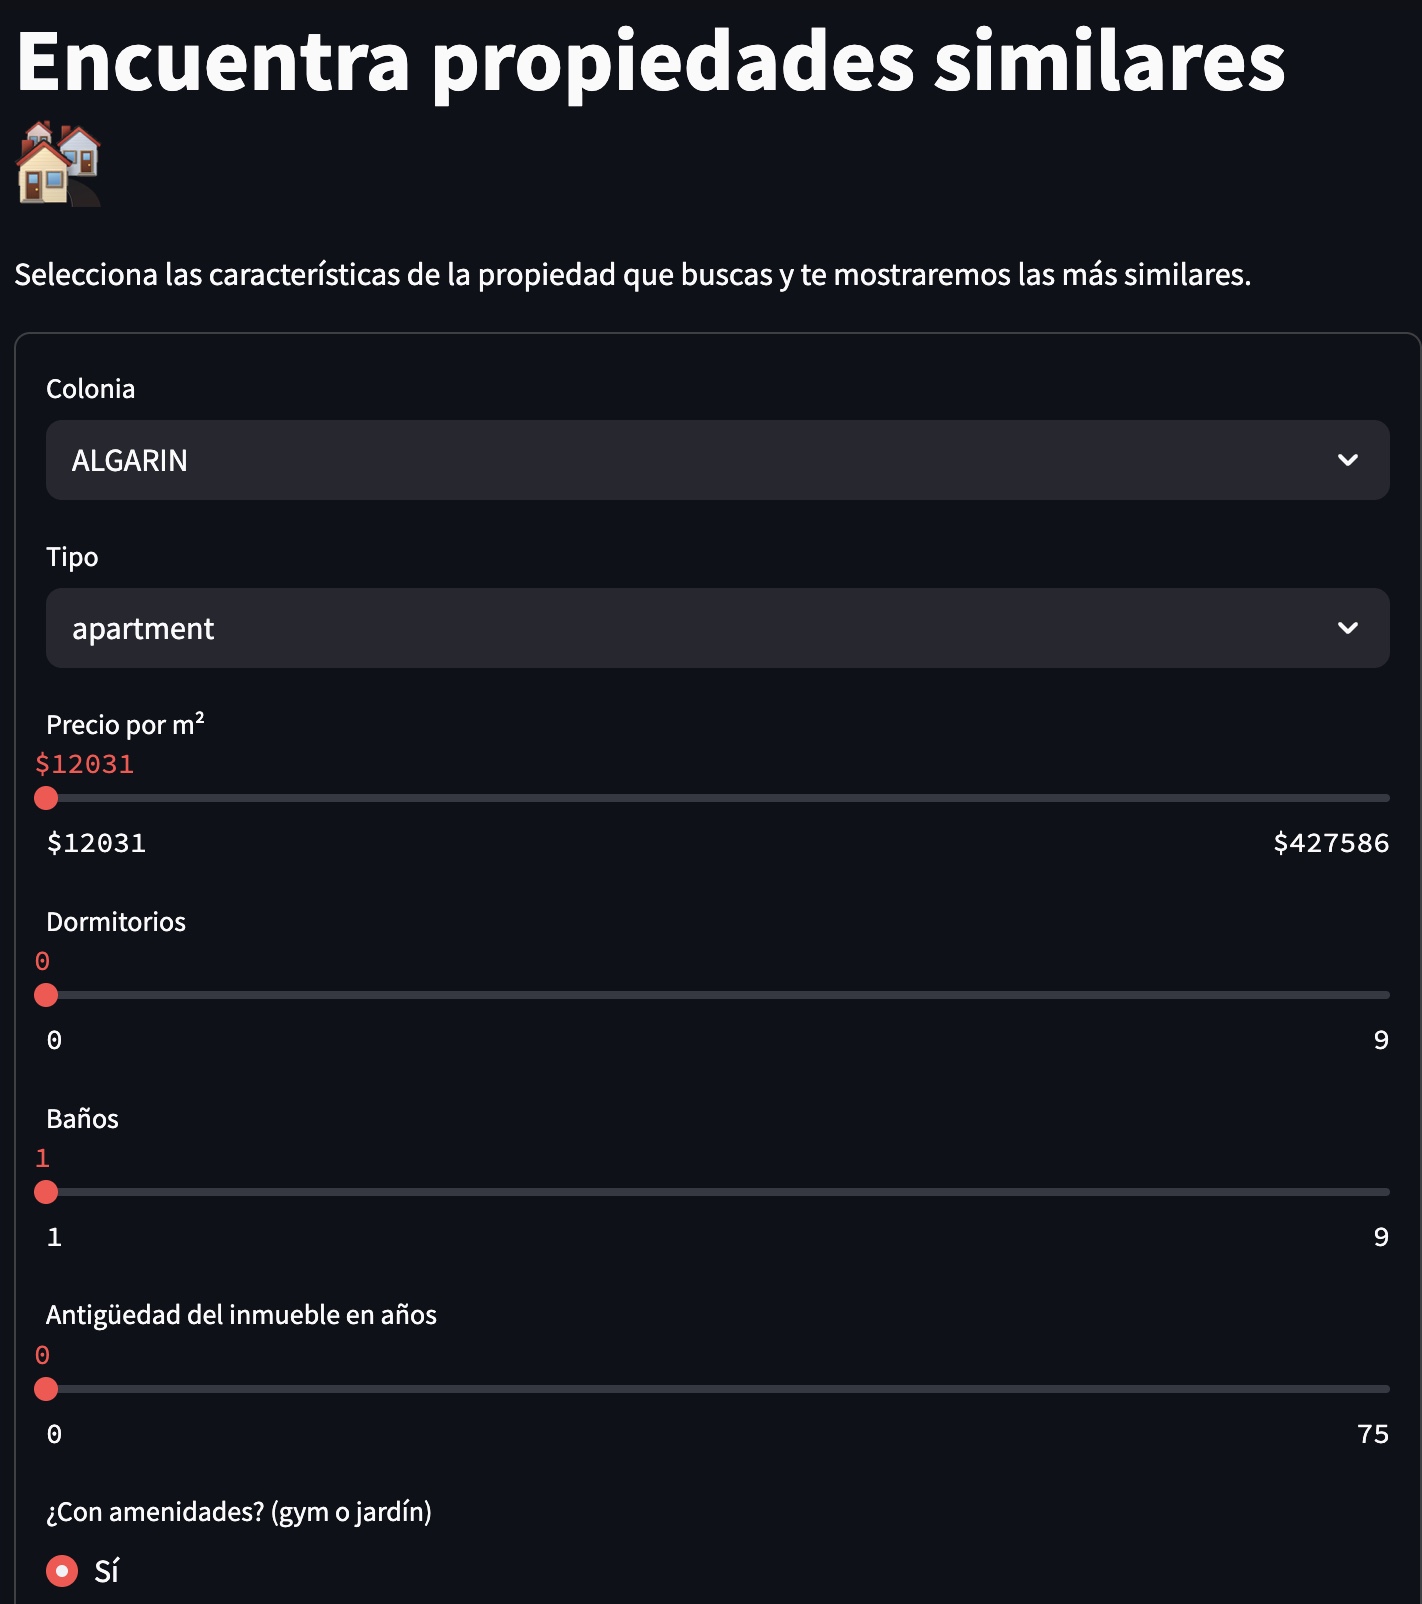 Encuentra propiedades similares
Selecciona las características de la propiedad que buscas y te mostraremos las más similares.
Colonia
ALGARIN
Tipo
apartment
Precio por m²
$12031
$12031 $427586
Dormitorios
0
0 9
Baños
1
1 9
Antigüedad del inmueble en años
0
0 75
¿Con amenidades? (gym o jardín)
Sí